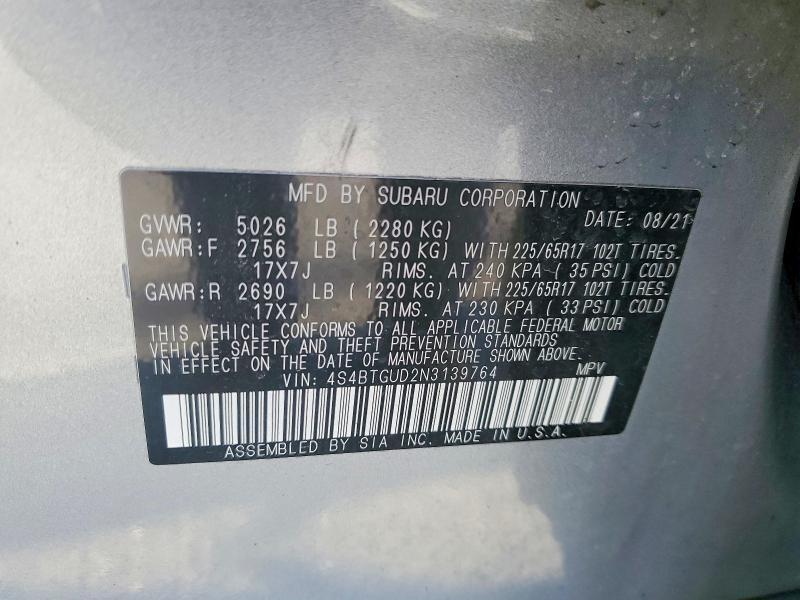 MFD BY SUBARU CORPORATION
GVWR: 5026 LB (2280 KG) DATE: 08/21
GAWR:F 2756 LB (1250 KG) WITH 225/65R17 102T TIRES.
17X7J RIMS. AT 240 KPA (35 PSI) COLD
GAWR:R 2690 LB (1220 KG) WITH 225/65R17 102T TIRES.
17X7J RIMS. AT 230 KPA (33 PSI) COLD
THIS VEHICLE CONFORMS TO ALL APPLICABLE FEDERAL MOTOR
VEHICLE SAFETY AND THEFT PREVENTION STANDARDS
IN EFFECT ON THE DATE OF MANUFACTURE SHOWN ABOVE.
VIN: 4S4BTGUD2N3139764 MPV
ASSEMBLED BY SIA INC. MADE IN U.S.A.